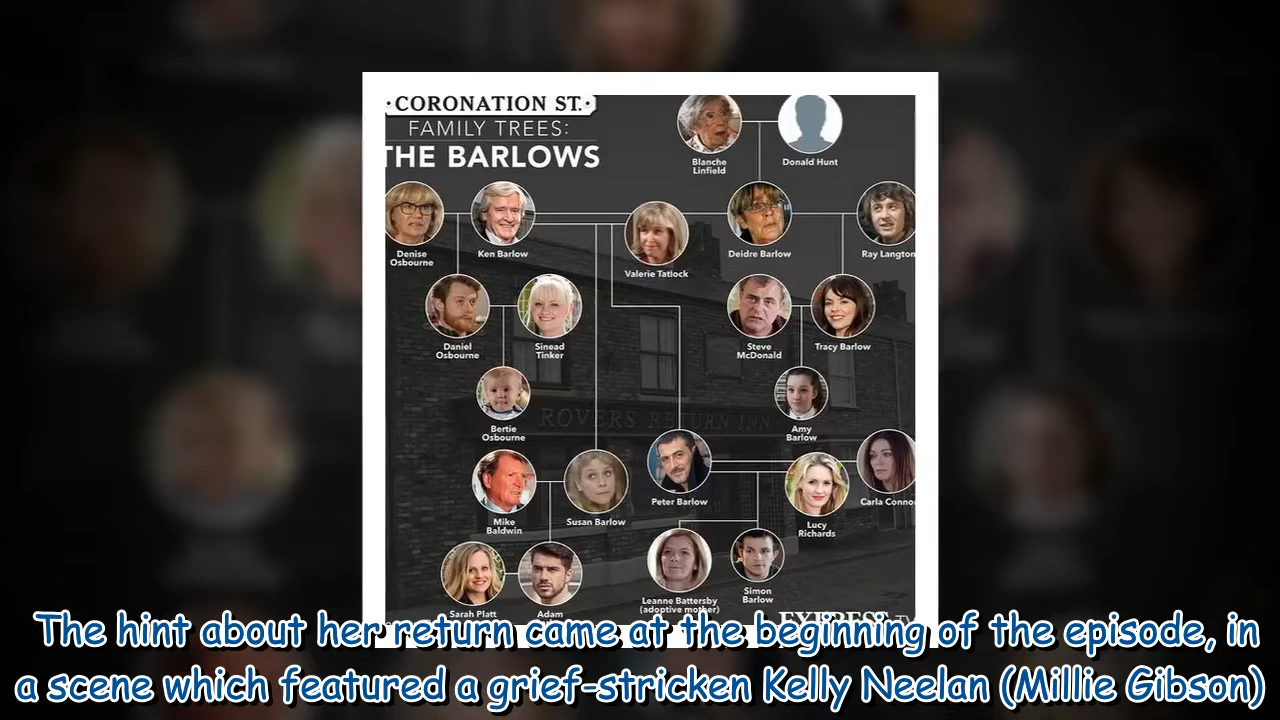 ·CORONATION ST.·
FAMILY TREES:
THE BARLOWS
Blanche
Linfield
Donald Hunt
Denise
Osbourne
Ken Barlow
Valerie Tatlock
Deidre Barlow
Ray Langton
Daniel
Osbourne
Sinead
Tinker
Steve
McDonald
Tracy Barlow
Bertie
Osbourne
ROVERS RETURN INN
Amy
Barlow
Mike
Baldwin
Susan Barlow
Peter Barlow
Lucy
Richards
Carla Conno
Sarah Platt
Adam
Leanne Battersby
(adoptive mother)
Simon
Barlow
The hint about her return came at the beginning of the episode, in
a scene which featured a grief-stricken Kelly Neelan (Millie Gibson)